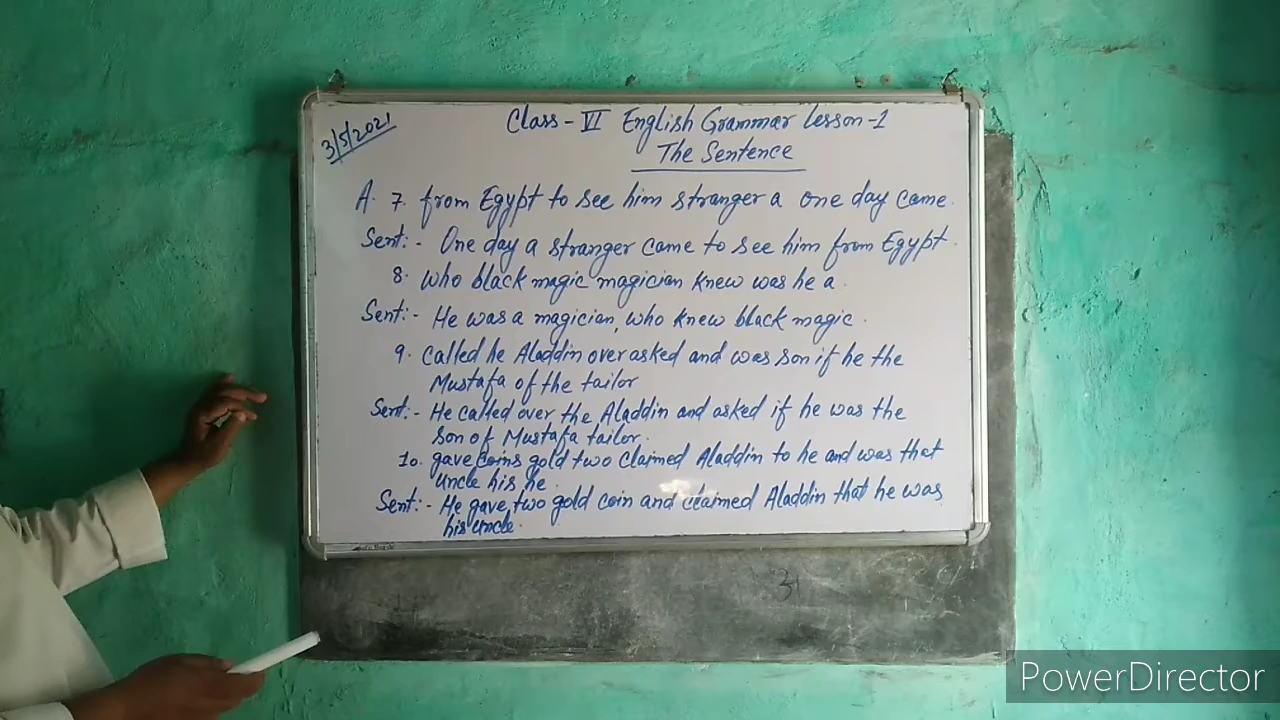 3/5/2021
Class - VI English Grammar Lesson-1
The Sentence
A. 7. from Egypt to see him stranger a one day came.
Sent:- One day a stranger came to see him from Egypt.
8. who black magic magician knew was he a.
Sent:- He was a magician, who knew black magic.
9. called he Aladdin over asked and was son if he the
Mustafa of the tailor
Sent:- He called over the Aladdin and asked if he was the
son of Mustafa tailor.
10. gave coins gold two claimed Aladdin to he and was that
uncle his he.
Sent:- He gave, two gold coin and claimed Aladdin that he was
his uncle.
31
PowerDirector